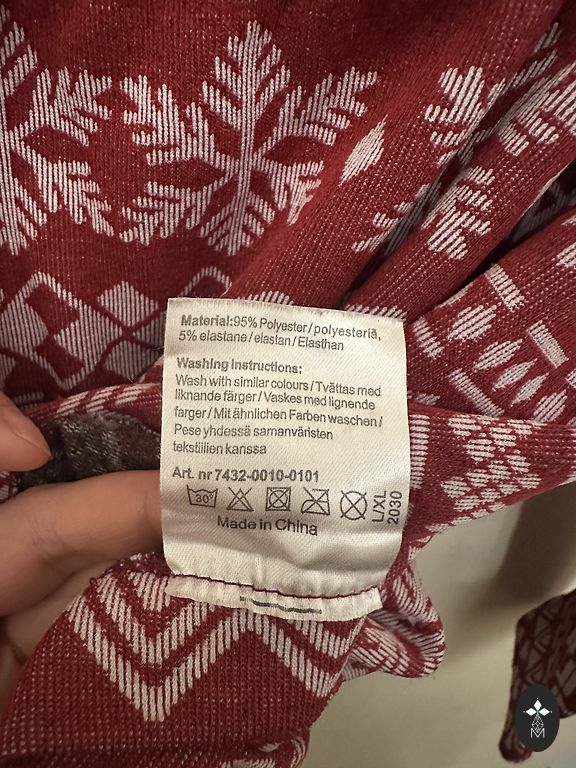 Material:95% Polyester/polyesteriä,
5% elastane/elastan/Elasthan
Washing Instructions:
Wash with similar colours/Tvättas med
liknande färger/Vaskes med lignende
farger/Mit ähnlichen Farben waschen/
Pese yhdessä samanväristen
tekstiilien kanssa
Art. nr 7432-0010-0101
30°
Made in China
L/XL
2030
M